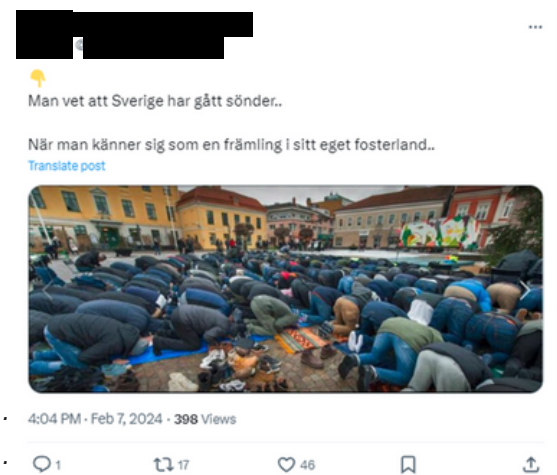 Man vet att Sverige har gått sönder..
När man känner sig som en främling i sitt eget fosterland..
Translate post
4:04 PM · Feb 7, 2024 · 398 Views
1
17
46